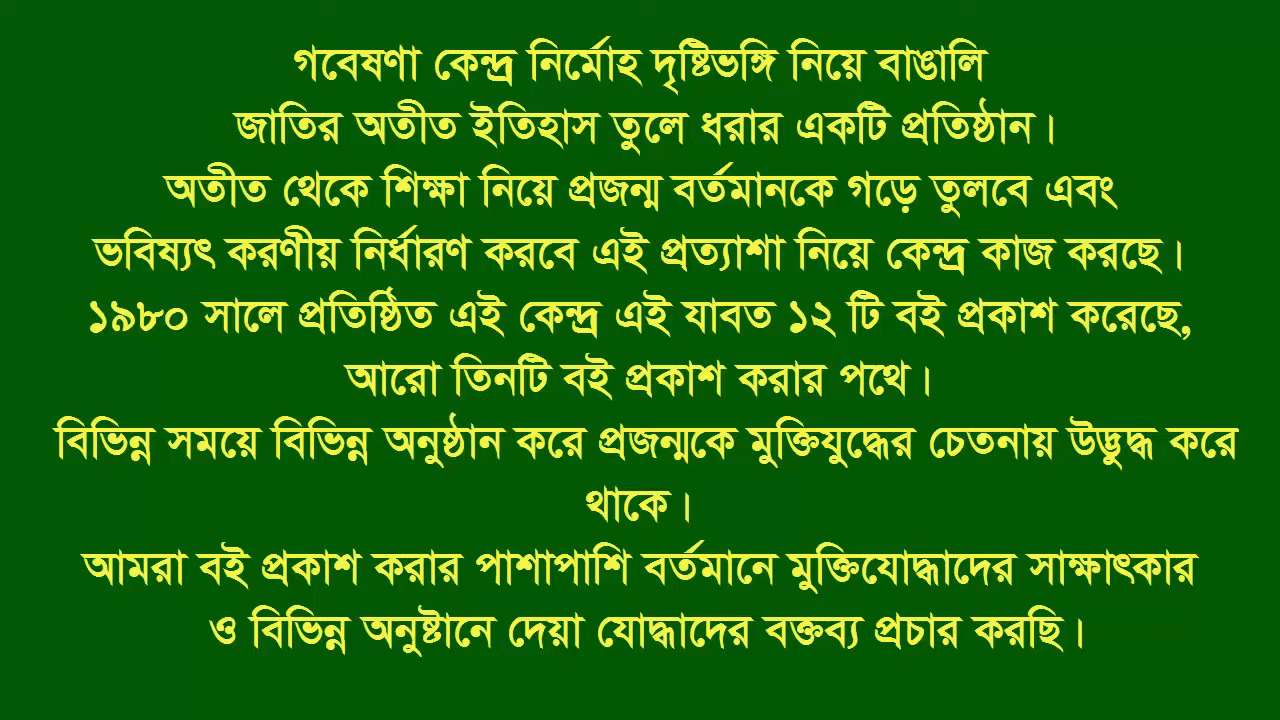 গবেষণা কেন্দ্র নির্মোহ দৃষ্টিভঙ্গি নিয়ে বাঙালি
জাতির অতীত ইতিহাস তুলে ধরার একটি প্রতিষ্ঠান।
অতীত থেকে শিক্ষা নিয়ে প্রজন্ম বর্তমানকে গড়ে তুলবে এবং
ভবিষ্যৎ করণীয় নির্ধারণ করবে এই প্রত্যাশা নিয়ে কেন্দ্র কাজ করছে।
১৯৮০ সালে প্রতিষ্ঠিত এই কেন্দ্র এই যাবত ১২ টি বই প্রকাশ করেছে,
আরো তিনটি বই প্রকাশ করার পথে।
বিভিন্ন সময়ে বিভিন্ন অনুষ্ঠান করে প্রজন্মকে মুক্তিযুদ্ধের চেতনায় উদ্ভুদ্ধ করে
থাকে।
আমরা বই প্রকাশ করার পাশাপাশি বর্তমানে মুক্তিযোদ্ধাদের সাক্ষাৎকার
ও বিভিন্ন অনুষ্টানে দেয়া যোদ্ধাদের বক্তব্য প্রচার করছি।